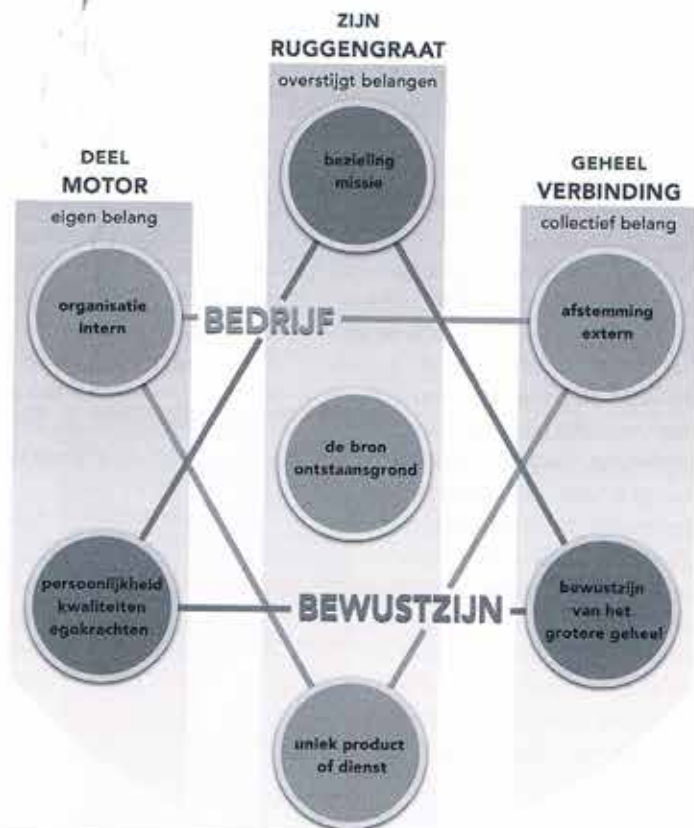 ZIJN
RUGGENGRAAT
overstijgt belangen
DEEL
MOTOR
eigen belang
GEHEEL
VERBINDING
collectief belang
bezieling
missie
organisatie
intern
BEDRIJF
afstemming
extern
de bron
ontstaansgrond
persoonlijkheid
kwaliteiten
egokrachten
BEWUSTZIJN
bewustzijn
van het
grotere geheel
uniek product
of dienst